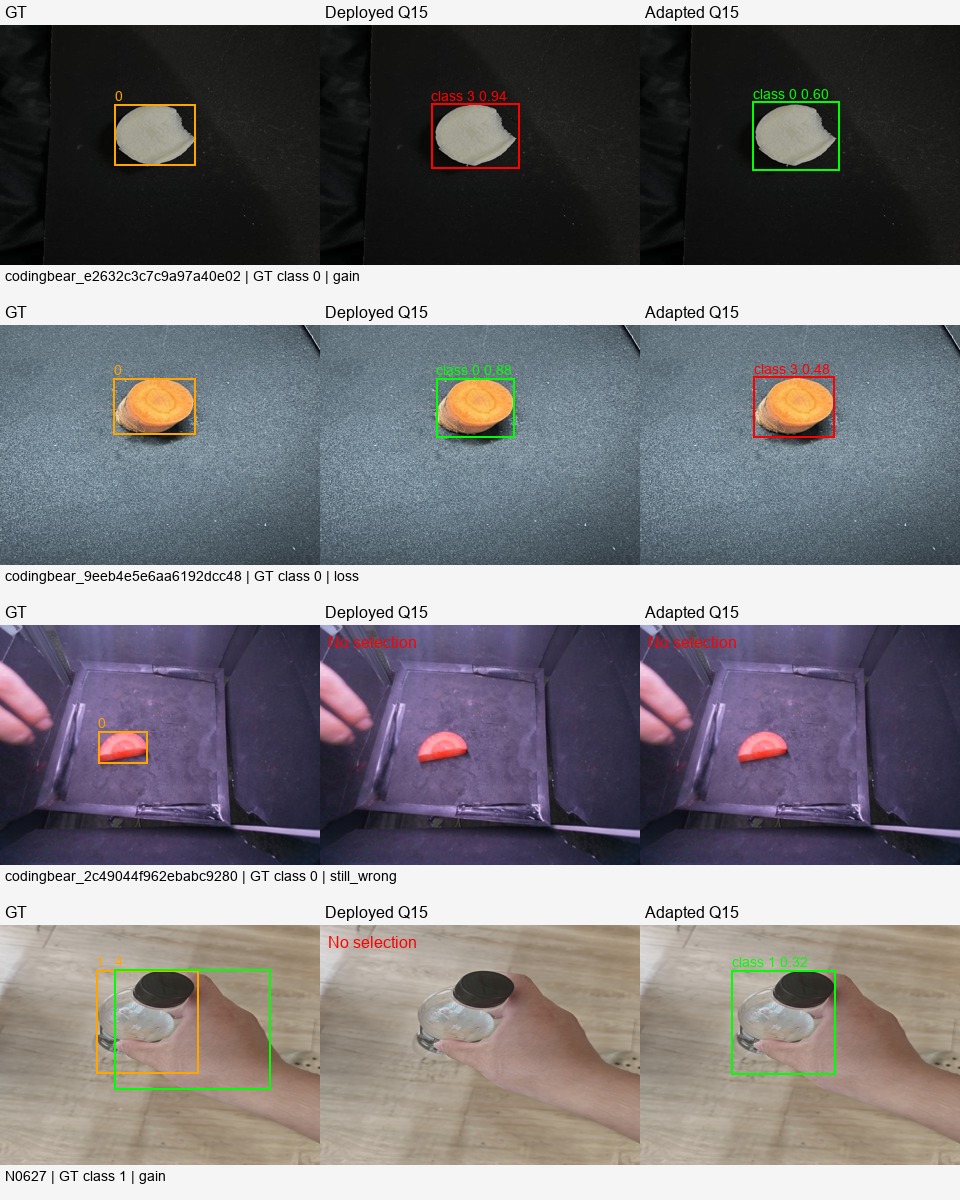 GT Deployed Q15 Adapted Q15
0 class 3 0.94 class 0 0.60
codingbear_e2632c3c7c9a97a40e02 | GT class 0 | gain
GT Deployed Q15 Adapted Q15
0 class 0 0.88 class 3 0.48
codingbear_9eeb4e5e6aa6192dcc48 | GT class 0 | loss
GT Deployed Q15 Adapted Q15
No selection No selection
0
codingbear_2c49044f962ebabc9280 | GT class 0 | still_wrong
GT Deployed Q15 Adapted Q15
No selection
class 1 0.32
N0627 | GT class 1 | gain